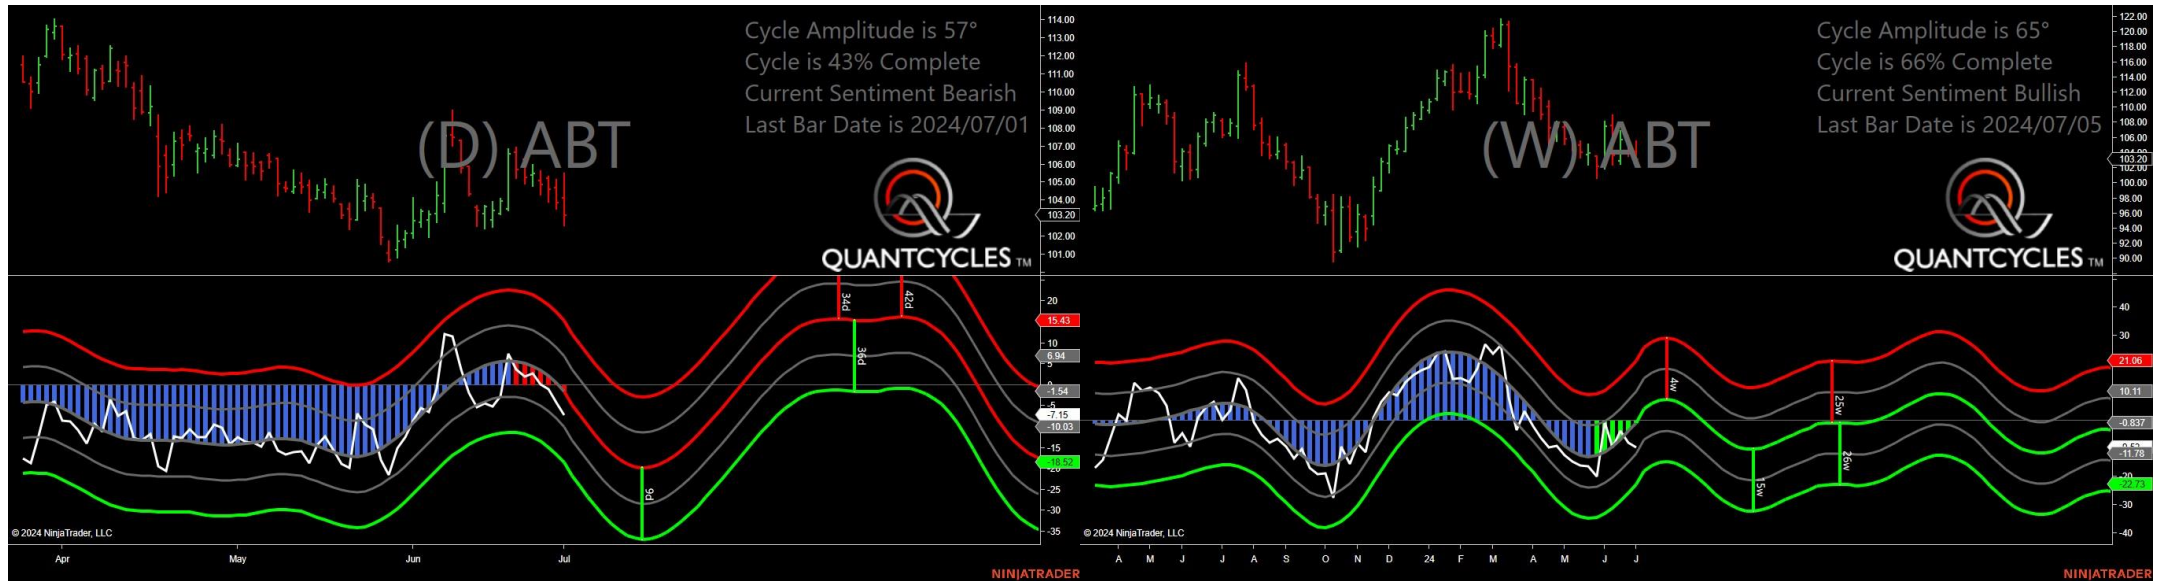 Cycle Amplitude is 57°
Cycle is 43% Complete
Current Sentiment Bearish
Last Bar Date is 2024/07/01
(D) ABT
QUANTCYCLES TM
114.00
113.00
112.00
111.00
110.00
109.00
108.00
107.00
106.00
105.00
104.00
103.20
102.00
101.00
34d
42d
36d
9d
20
15.43
10
6.94
5
0
-1.54
-5
-7.15
-10.03
-15
-18.52
-20
-25
-30
-35
© 2024 NinjaTrader, LLC
Apr
May
Jun
Jul
NINJATRADER
Cycle Amplitude is 65°
Cycle is 66% Complete
Current Sentiment Bullish
Last Bar Date is 2024/07/05
(W) ABT
QUANTCYCLES TM
122.00
120.00
118.00
116.00
114.00
112.00
110.00
108.00
106.00
104.00
103.20
102.00
100.00
98.00
96.00
94.00
92.00
90.00
4w
25w
15w
26w
40
30
21.06
10.11
-0.837
-11.78
-20
-22.73
-30
-40
© 2024 NinjaTrader, LLC
A M J J A S O N D 24 F M A M J J
NINJATRADER